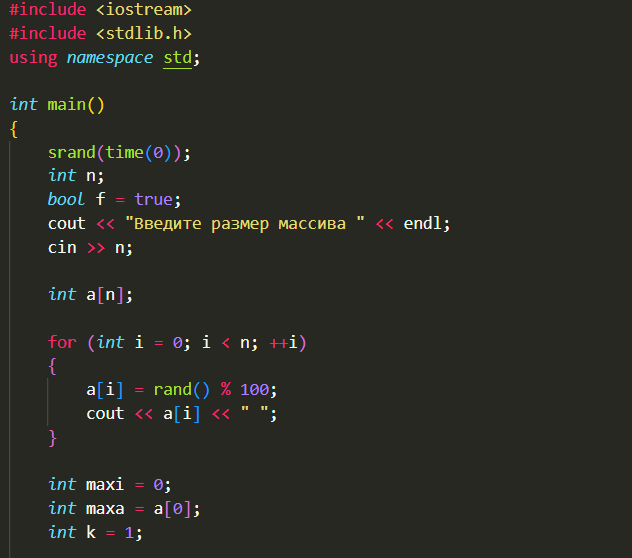 #include <iostream>
#include <stdlib.h>
using namespace std;
int main()
{
srand(time(0));
int n;
bool f = true;
cout << "Введите размер массива " << endl;
cin >> n;
int a[n];
for (int i = 0; i < n; ++i)
{
a[i] = rand() % 100;
cout << a[i] << " ";
}
int maxi = 0;
int maxa = a[0];
int k = 1;